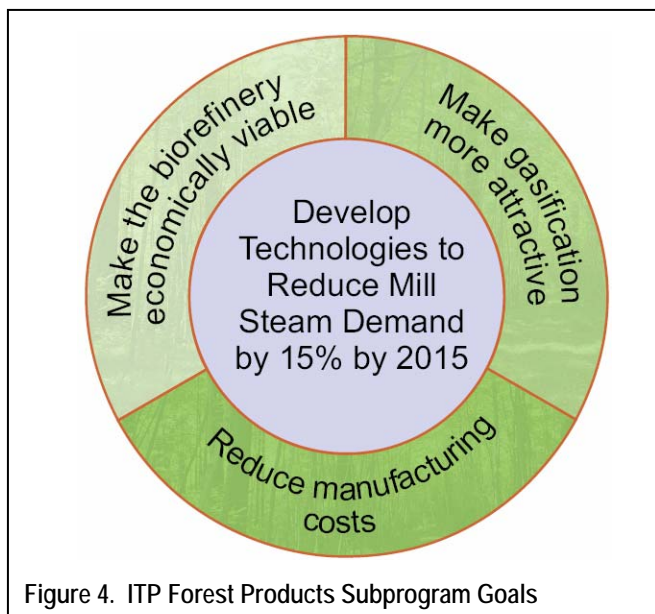 Make the biorefinery
economically viable
Make gasification
more attractive
Develop
Technologies to
Reduce Mill
Steam Demand
by 15% by 2015
Reduce manufacturing
costs
Figure 4. ITP Forest Products Subprogram Goals